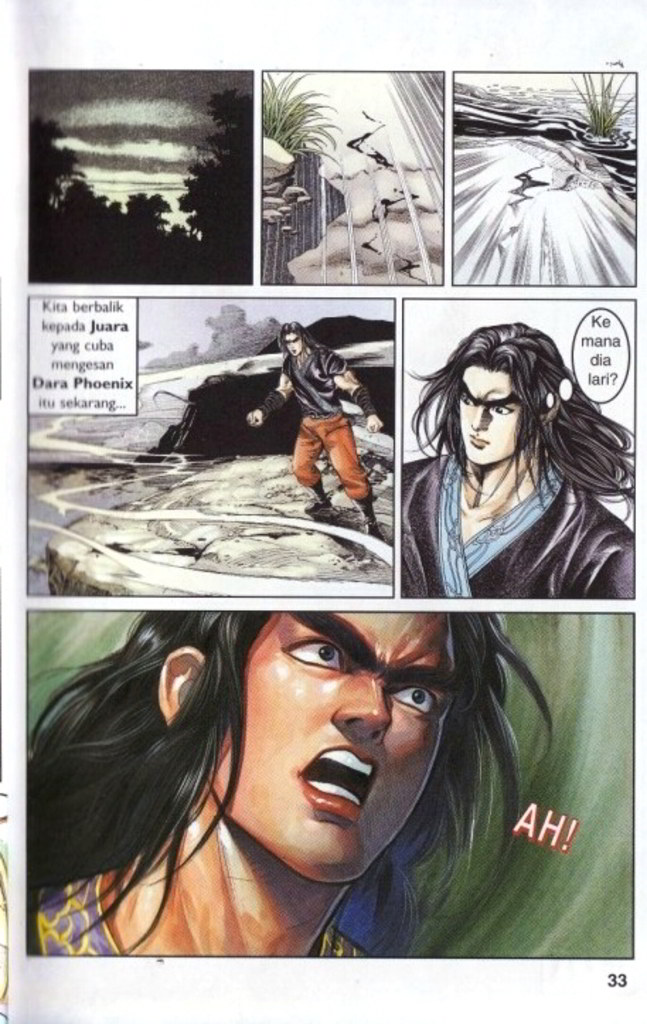 Kita berbalik
kepada Juara
yang cuba
mengesan
Dara Phoenix
itu sekarang...
Ke
mana
dia
lari?
AH!
33